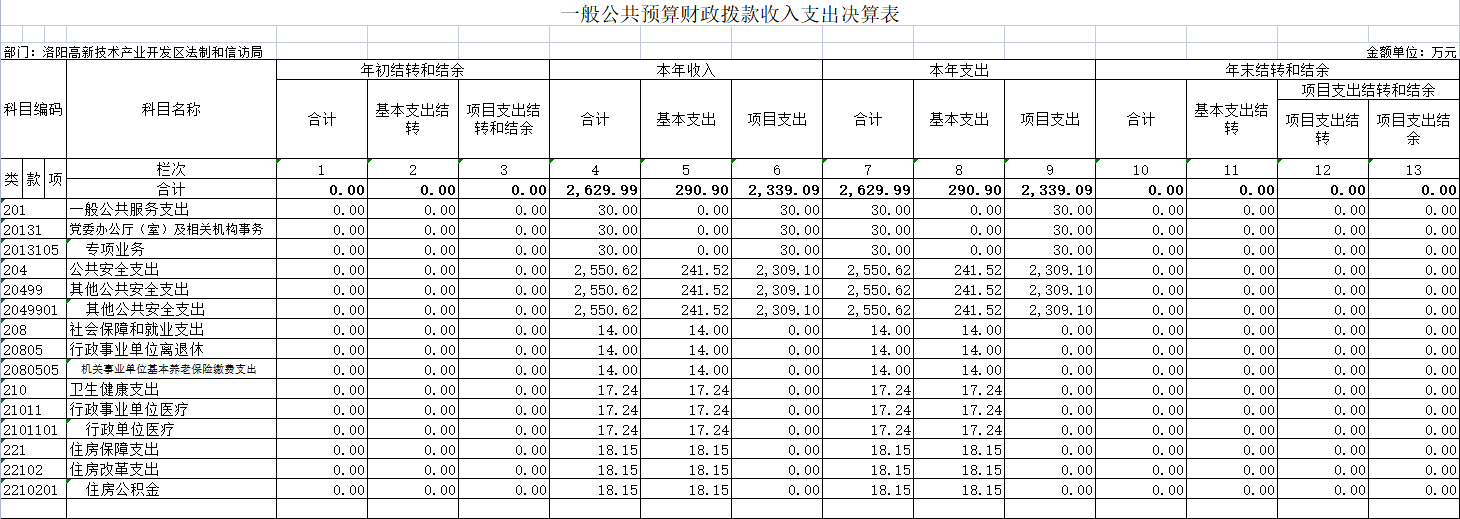 一般公共预算财政拨款收入支出决算表
部门：洛阳高新技术产业开发区法制和信访局 金额单位：万元
科目编码 科目名称 年初结转和结余 本年收入 本年支出 年末结转和结余
合计 基本支出结转 项目支出结转和结余 合计 基本支出 项目支出 合计 基本支出 项目支出 合计 基本支出结转 项目支出结转和结余
项目支出结转 项目支出结余
类 款 项 栏次 1 2 3 4 5 6 7 8 9 10 11 12 13
合计 0.00 0.00 0.00 2,629.99 290.90 2,339.09 2,629.99 290.90 2,339.09 0.00 0.00 0.00 0.00
201 一般公共服务支出 0.00 0.00 0.00 30.00 0.00 30.00 30.00 0.00 30.00 0.00 0.00 0.00 0.00
20131 党委办公厅（室）及相关机构事务 0.00 0.00 0.00 30.00 0.00 30.00 30.00 0.00 30.00 0.00 0.00 0.00 0.00
2013105 专项业务 0.00 0.00 0.00 30.00 0.00 30.00 30.00 0.00 30.00 0.00 0.00 0.00 0.00
204 公共安全支出 0.00 0.00 0.00 2,550.62 241.52 2,309.10 2,550.62 241.52 2,309.10 0.00 0.00 0.00 0.00
20499 其他公共安全支出 0.00 0.00 0.00 2,550.62 241.52 2,309.10 2,550.62 241.52 2,309.10 0.00 0.00 0.00 0.00
2049901 其他公共安全支出 0.00 0.00 0.00 2,550.62 241.52 2,309.10 2,550.62 241.52 2,309.10 0.00 0.00 0.00 0.00
208 社会保障和就业支出 0.00 0.00 0.00 14.00 14.00 0.00 14.00 14.00 0.00 0.00 0.00 0.00 0.00
20805 行政事业单位离退休 0.00 0.00 0.00 14.00 14.00 0.00 14.00 14.00 0.00 0.00 0.00 0.00 0.00
2080505 机关事业单位基本养老保险缴费支出 0.00 0.00 0.00 14.00 14.00 0.00 14.00 14.00 0.00 0.00 0.00 0.00 0.00
210 卫生健康支出 0.00 0.00 0.00 17.24 17.24 0.00 17.24 17.24 0.00 0.00 0.00 0.00 0.00
21011 行政事业单位医疗 0.00 0.00 0.00 17.24 17.24 0.00 17.24 17.24 0.00 0.00 0.00 0.00 0.00
2101101 行政单位医疗 0.00 0.00 0.00 17.24 17.24 0.00 17.24 17.24 0.00 0.00 0.00 0.00 0.00
221 住房保障支出 0.00 0.00 0.00 18.15 18.15 0.00 18.15 18.15 0.00 0.00 0.00 0.00 0.00
22102 住房改革支出 0.00 0.00 0.00 18.15 18.15 0.00 18.15 18.15 0.00 0.00 0.00 0.00 0.00
2210201 住房公积金 0.00 0.00 0.00 18.15 18.15 0.00 18.15 18.15 0.00 0.00 0.00 0.00 0.00